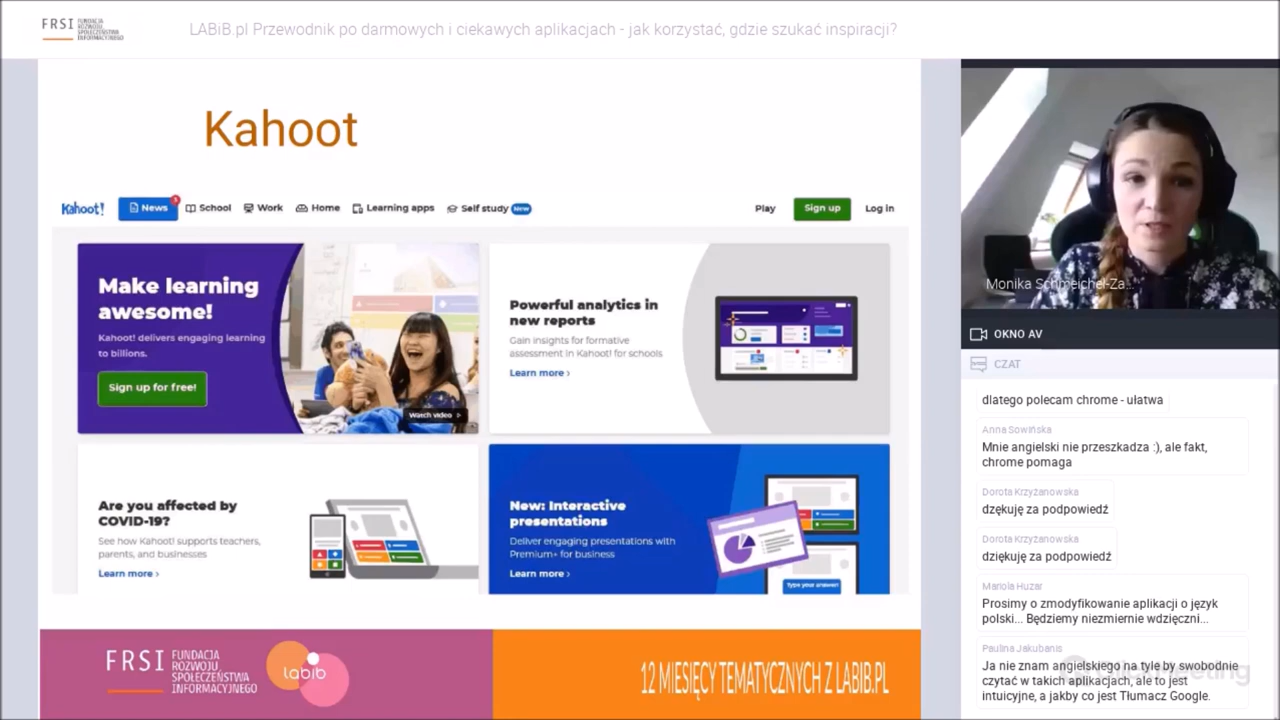 FRSI FUNDACJA
ROZWOJU
SPOŁECZEŃSTWA
INFORMACYJNEGO
LABiB.pl Przewodnik po darmowych i ciekawych aplikacjach - jak korzystać, gdzie szukać inspiracji?
Kahoot
Kahoot! News 1 School Work Home Learning apps Self study New Play Sign up Log in
Make learning
awesome!
Kahoot! delivers engaging learning
to billions.
Sign up for free!
Watch video
Powerful analytics in
new reports
Gain insights for formative
assessment in Kahoot! for schools
Learn more ›
Are you affected by
COVID-19?
See how Kahoot! supports teachers,
parents, and businesses
Learn more ›
New: Interactive
presentations
Deliver engaging presentations with
Premium+ for business
Learn more ›
Type your answer!
FRSI FUNDACJA
ROZWOJU
SPOŁECZEŃSTWA
INFORMACYJNEGO
labib
12 MIESIĘCY TEMATYCZNYCH Z LABIB.PL
Monika Schmeichel-Za...
OKNO AV
CZAT
dlatego polecam chrome - ułatwa
Anna Sowińska
Mnie angielski nie przeszkadza :), ale fakt,
chrome pomaga
Dorota Krzyżanowska
dzękuję za podpowiedź
Dorota Krzyżanowska
dziękuję za podpowiedź
Mariola Huzar
Prosimy o zmodyfikowanie aplikacji o język
polski... Będziemy niezmiernie wdzięczni...
Paulina Jakubanis
Ja nie znam angielskiego na tyle by swobodnie
czytać w takich aplikacjach, ale to jest
intuicyjne, a jakby co jest Tłumacz Google.